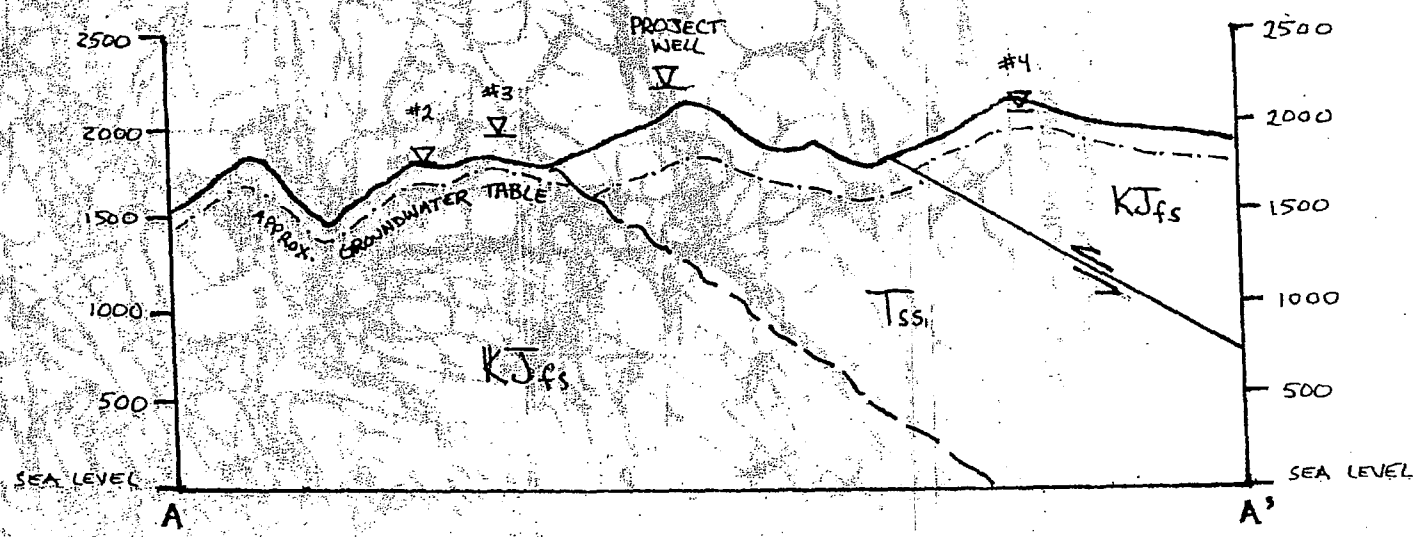 2500
2000
1500
1000
500
SEA LEVEL
A
#2
#3
PROJECT
WELL
#4
APPROX. GROUNDWATER TABLE
KJfs
Tss1
KJfs
2500
2000
1500
1000
500
SEA LEVEL
A'